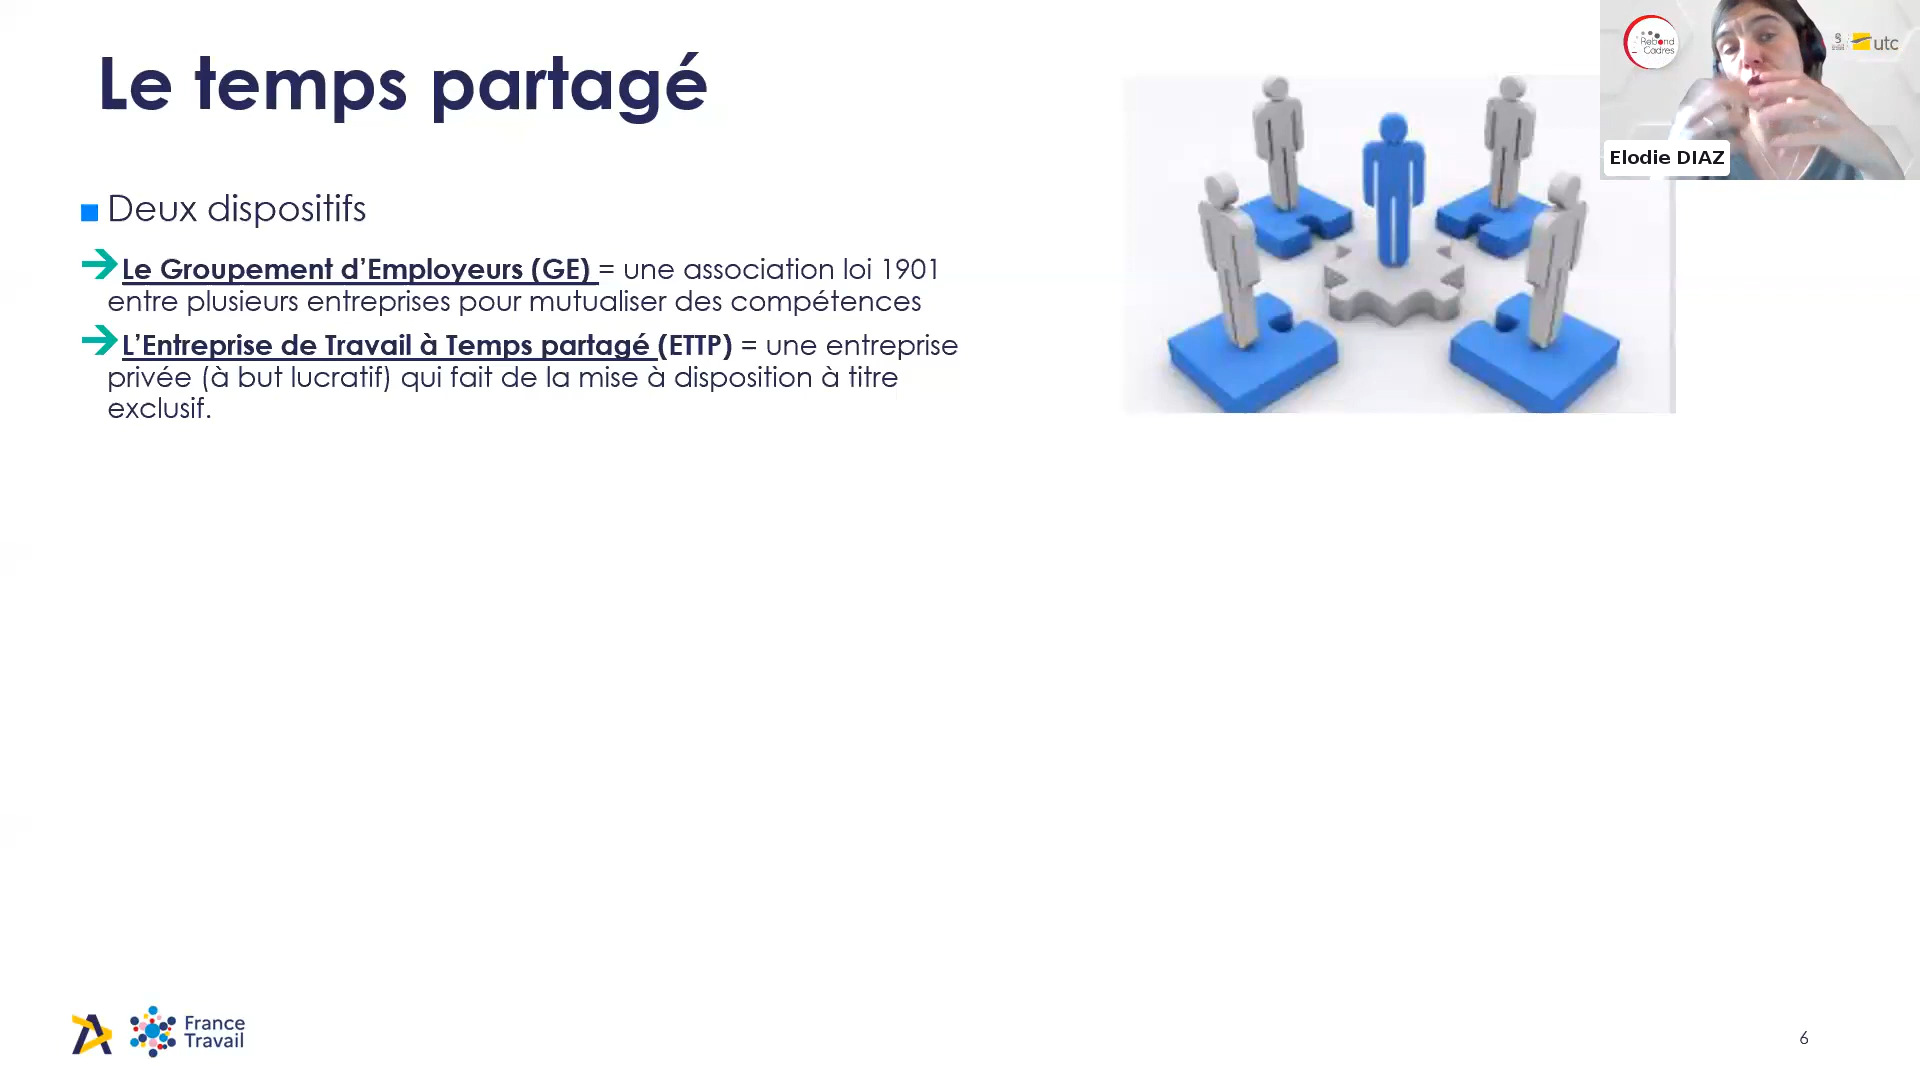 Le temps partagé
Rebond
Cadres
utc
Elodie DIAZ
Deux dispositifs
Le Groupement d’Employeurs (GE) = une association loi 1901
entre plusieurs entreprises pour mutualiser des compétences
L’Entreprise de Travail à Temps partagé (ETTP) = une entreprise
privée (à but lucratif) qui fait de la mise à disposition à titre
exclusif.
France
Travail
6